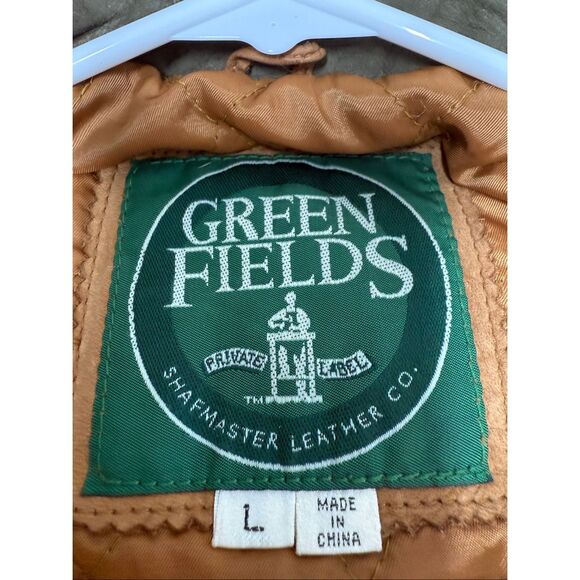 GREEN
FIELDS
PRIVATE LABEL
TM
SHAFMASTER LEATHER CO.
L
MADE
IN
CHINA